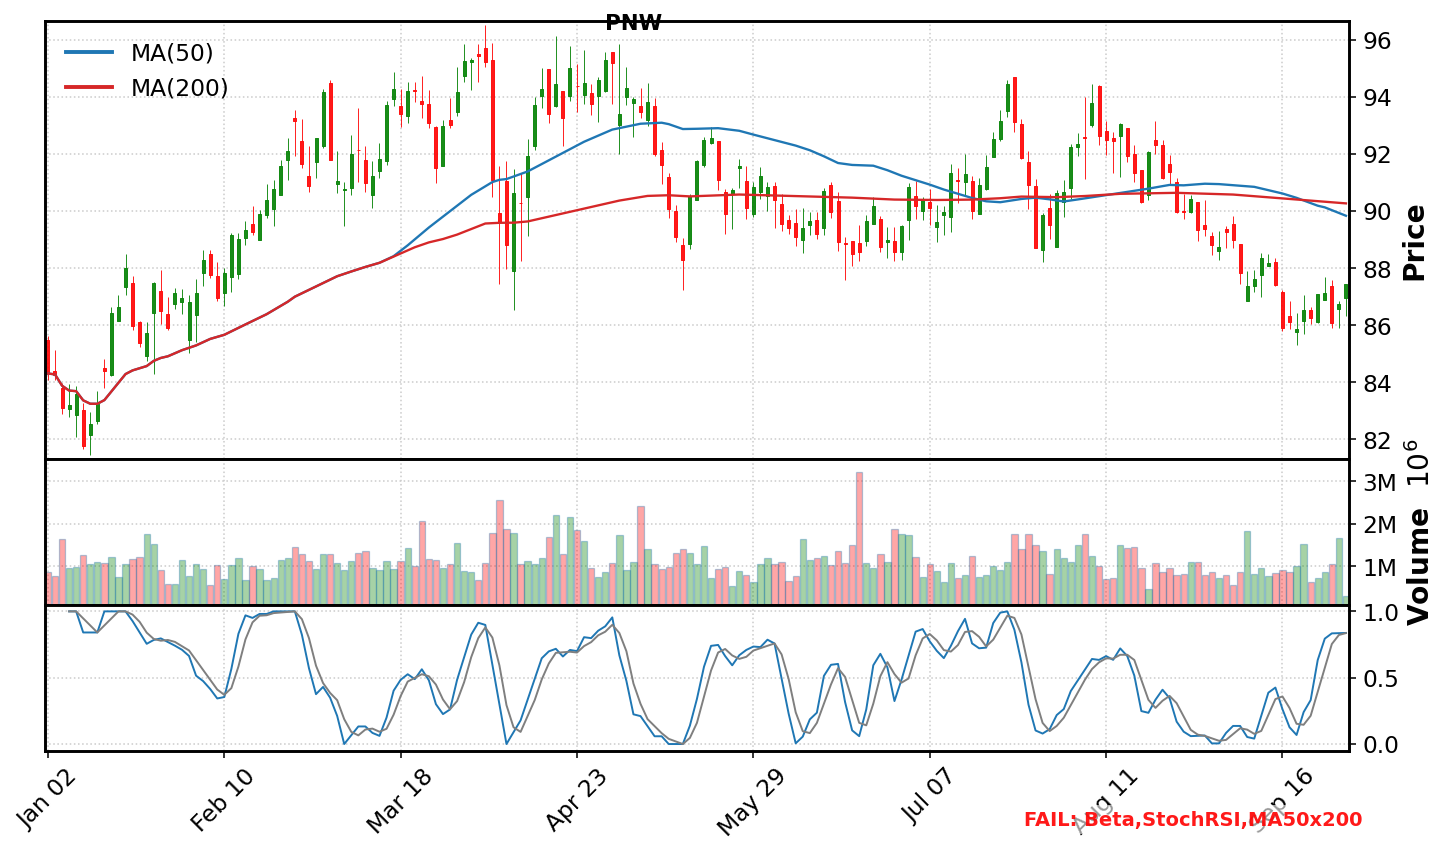 PNW
MA(50)
MA(200)
96
94
92
90
88
86
84
82
Price
10^6
3M
2M
1M
Volume
1.0
0.5
0.0
Jan 02
Feb 10
Mar 18
Apr 23
May 29
Jul 07
Aug 11
Sep 16
FAIL: Beta,StochRSI,MA50x200